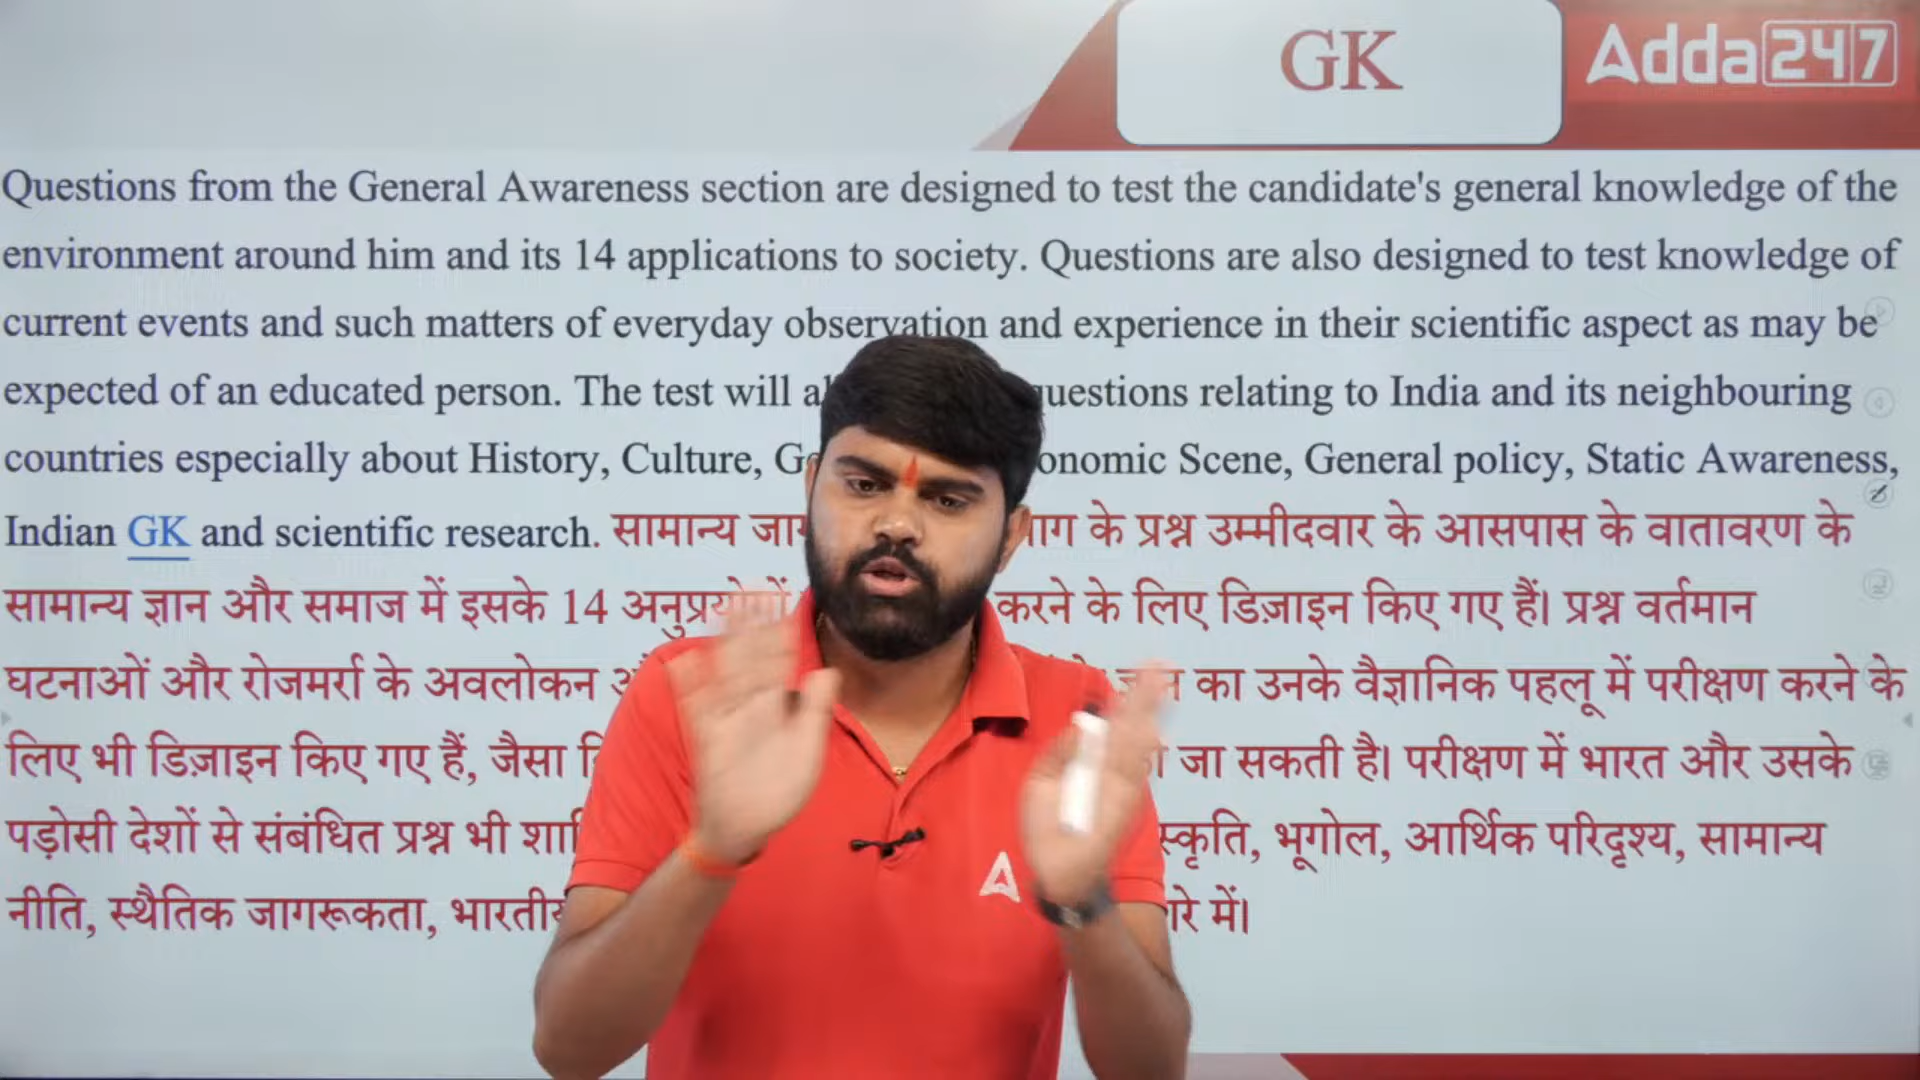 GK
Adda247
Questions from the General Awareness section are designed to test the candidate's general knowledge of the
environment around him and its 14 applications to society. Questions are also designed to test knowledge of
current events and such matters of everyday observation and experience in their scientific aspect as may be
expected of an educated person. The test will questions relating to India and its neighbouring
countries especially about History, Culture, Scene, General policy, Static Awareness,
Indian GK and scientific research. सामान्य के प्रश्न उम्मीदवार के आसपास के वातावरण के
सामान्य ज्ञान और समाज में इसके 14 अनुप्रयोगों करने के लिए डिज़ाइन किए गए हैं। प्रश्न वर्तमान
घटनाओं और रोजमर्रा के अवलोकन का उनके वैज्ञानिक पहलू में परीक्षण करने के
लिए भी डिज़ाइन किए गए हैं, जैसा जा सकती है। परीक्षण में भारत और उसके
पड़ोसी देशों से संबंधित प्रश्न भी भूगोल, आर्थिक परिदृश्य, सामान्य
नीति, स्थैतिक जागरूकता, में।